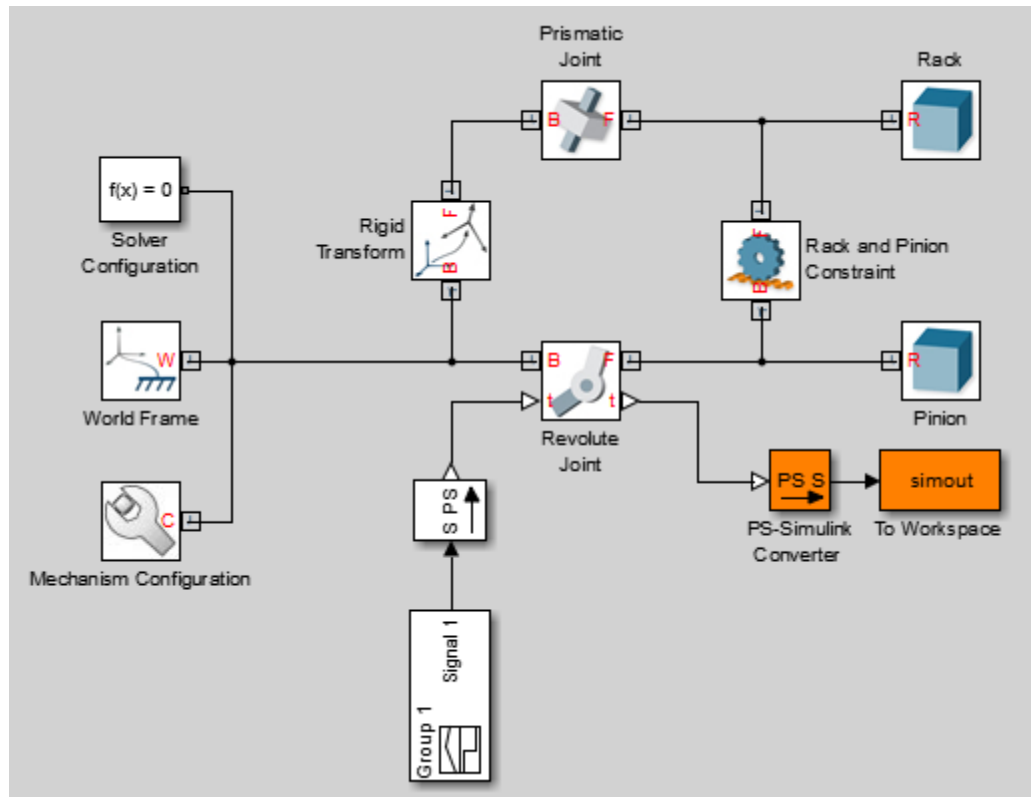 Prismatic
Joint
Rack
B
F
R
f(x) = 0
Solver
Configuration
Rigid
Transform
F
B
F
B
Rack and Pinion
Constraint
W
World Frame
B
F
t
t
Revolute
Joint
R
Pinion
C
Mechanism Configuration
S PS
PS S
PS-Simulink
Converter
simout
To Workspace
Signal 1
Group 1